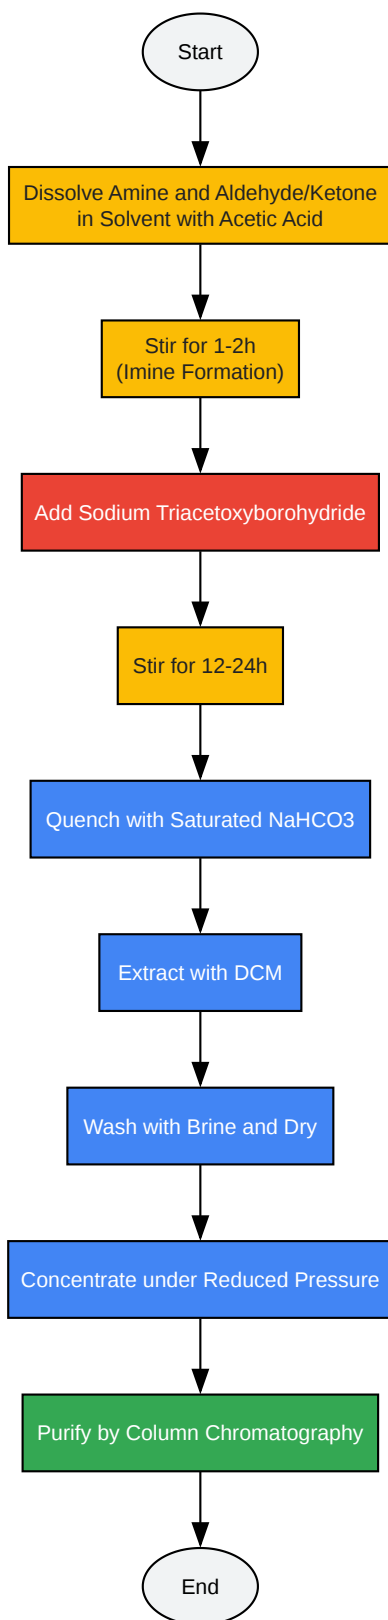 Start
Dissolve Amine and Aldehyde/Ketone
in Solvent with Acetic Acid
Stir for 1-2h
(Imine Formation)
Add Sodium Triacetoxyborohydride
Stir for 12-24h
Quench with Saturated NaHCO3
Extract with DCM
Wash with Brine and Dry
Concentrate under Reduced Pressure
Purify by Column Chromatography
End